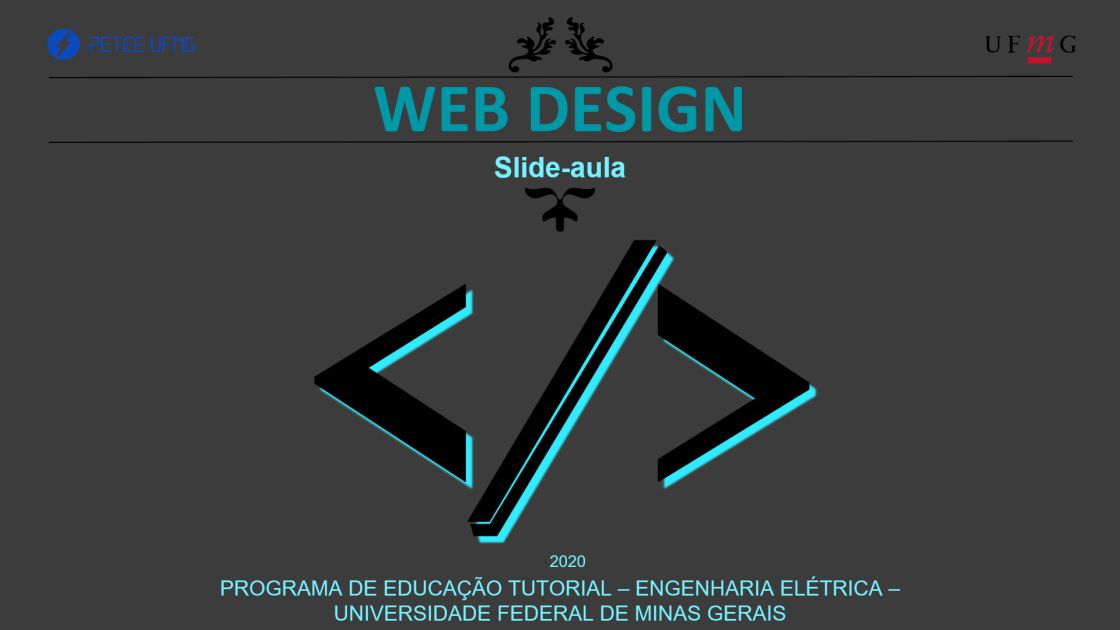 PETEE UFMG
UFmG
WEB DESIGN
Slide-aula
2020
PROGRAMA DE EDUCAÇÃO TUTORIAL – ENGENHARIA ELÉTRICA –
UNIVERSIDADE FEDERAL DE MINAS GERAIS